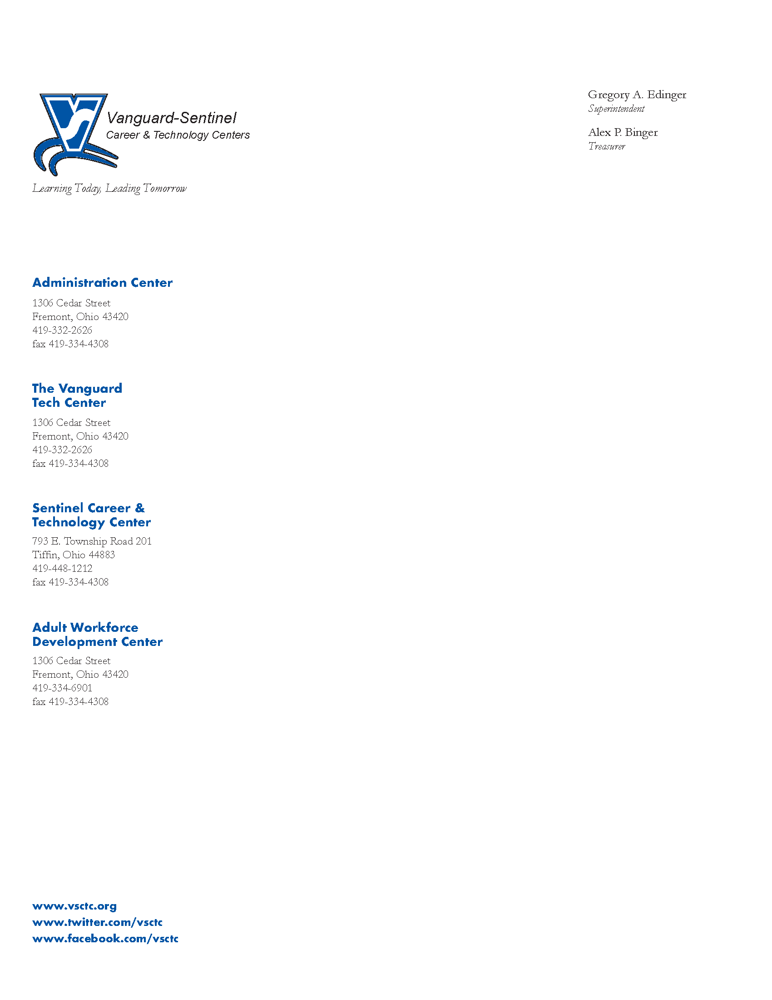 Vanguard-Sentinel
Career & Technology Centers
Learning Today, Leading Tomorrow
Gregory A. Edinger
Superintendent
Alex P. Binger
Treasurer
Administration Center
1306 Cedar Street
Fremont, Ohio 43420
419-332-2626
fax 419-334-4308
The Vanguard
Tech Center
1306 Cedar Street
Fremont, Ohio 43420
419-332-2626
fax 419-334-4308
Sentinel Career &
Technology Center
793 E. Township Road 201
Tiffin, Ohio 44883
419-448-1212
fax 419-334-4308
Adult Workforce
Development Center
1306 Cedar Street
Fremont, Ohio 43420
419-334-6901
fax 419-334-4308
www.vsctc.org
www.twitter.com/vsctc
www.facebook.com/vsctc